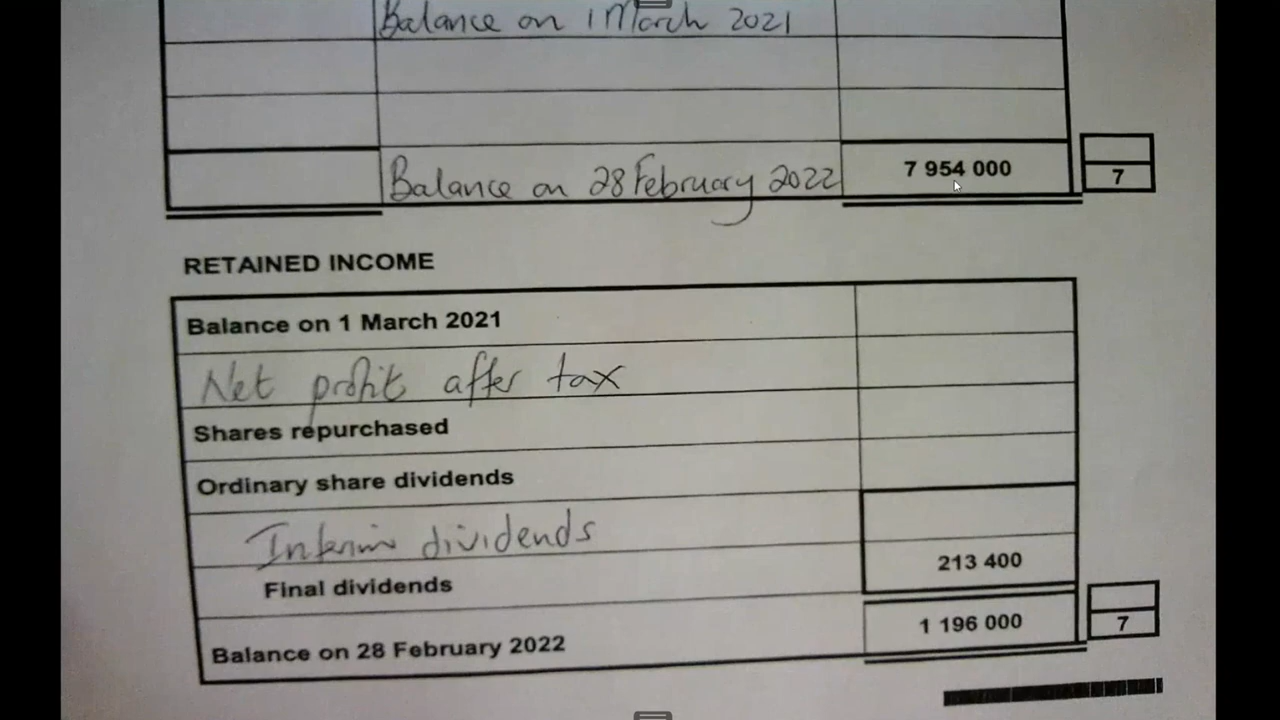 Balance on 1 March 2021
Balance on 28 February 2022 7 954 000
7
RETAINED INCOME
Balance on 1 March 2021
Net profit after tax
Shares repurchased
Ordinary share dividends
Interim dividends
Final dividends 213 400
Balance on 28 February 2022 1 196 000
7